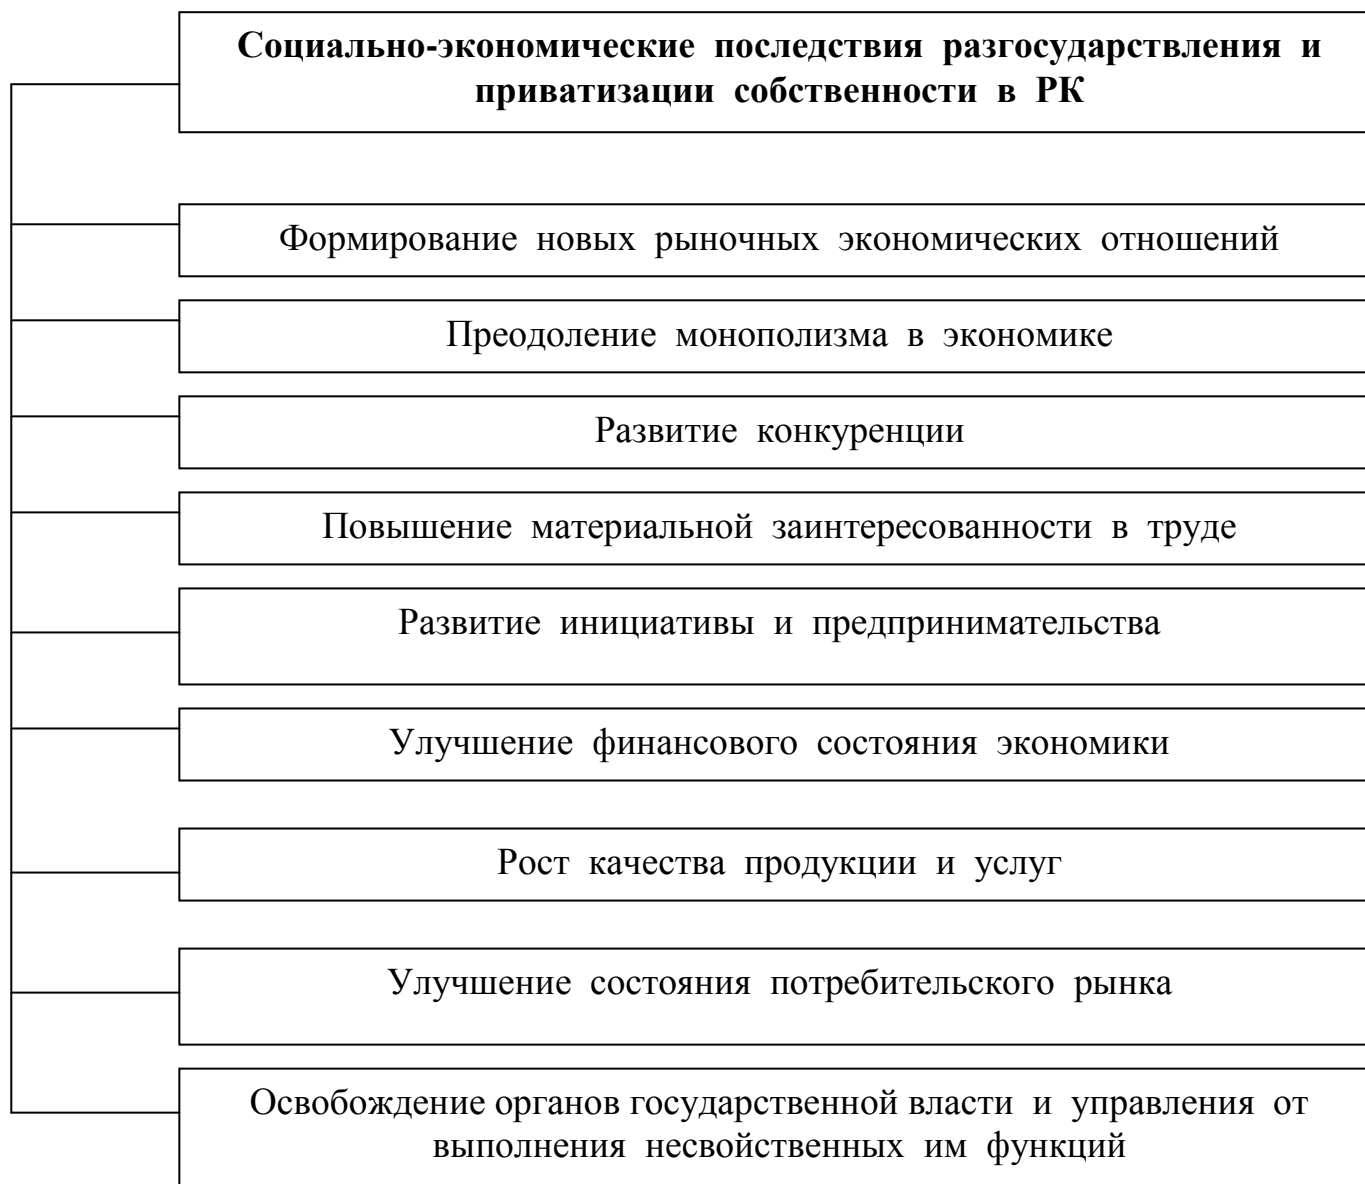 Социально-экономические последствия разгосударствления и
приватизации собственности в РК
Формирование новых рыночных экономических отношений
Преодоление монополизма в экономике
Развитие конкуренции
Повышение материальной заинтересованности в труде
Развитие инициативы и предпринимательства
Улучшение финансового состояния экономики
Рост качества продукции и услуг
Улучшение состояния потребительского рынка
Освобождение органов государственной власти и управления от
выполнения несвойственных им функций